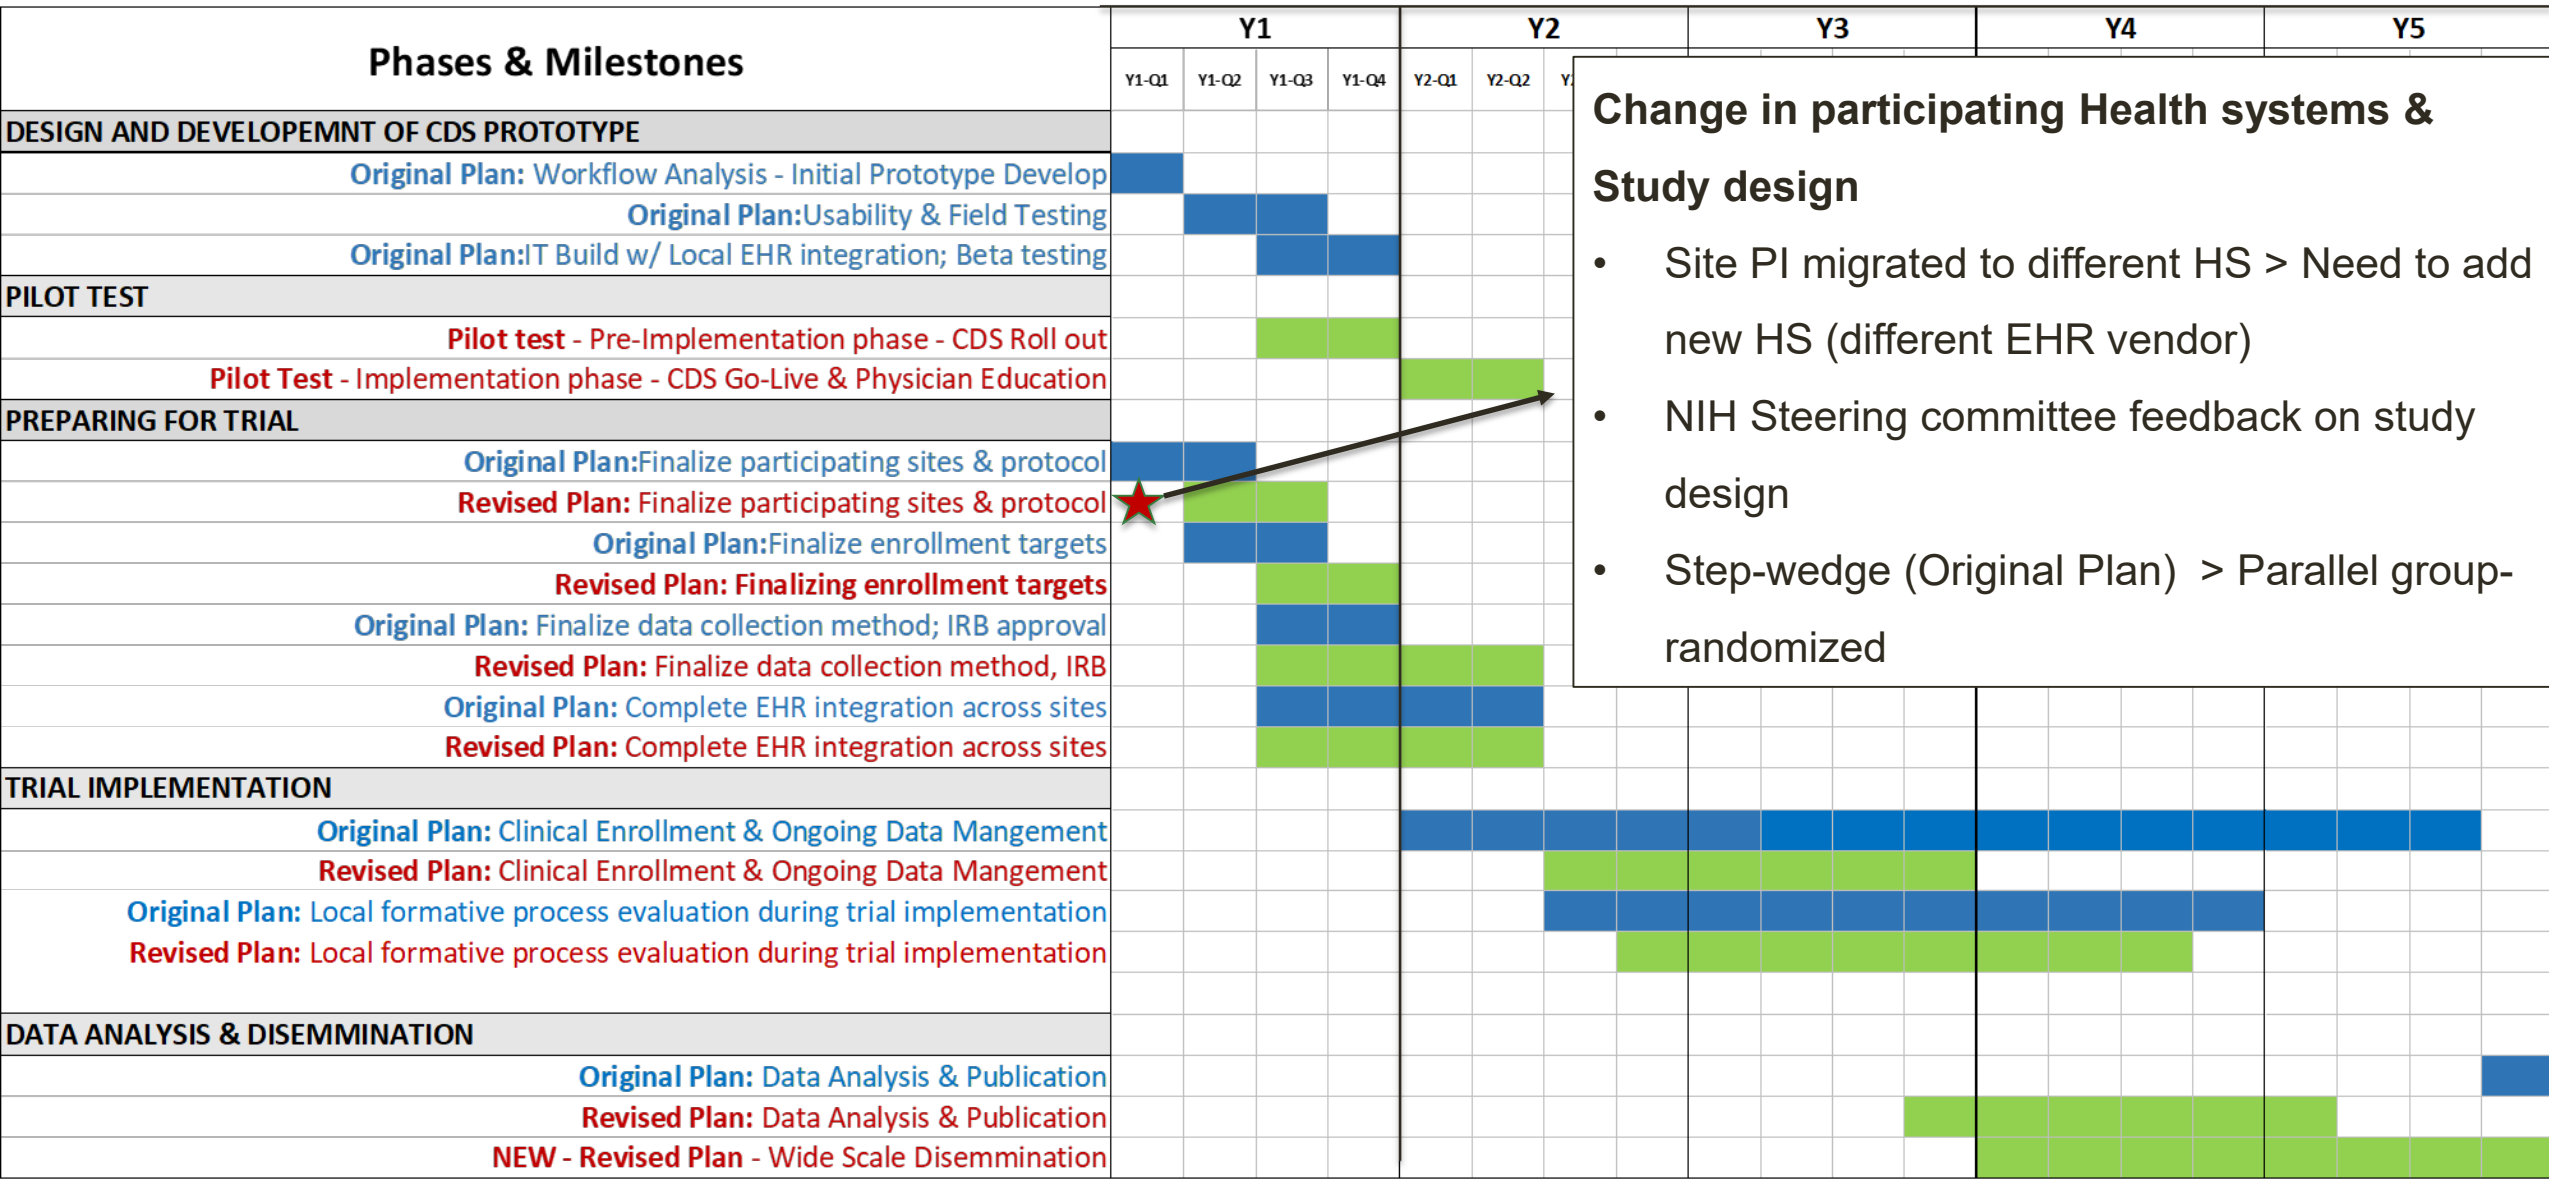 Phases & Milestones
Y1
Y2
Y3
Y4
Y5
Y1-Q1
Y1-Q2
Y1-Q3
Y1-Q4
Y2-Q1
Y2-Q2
Change in participating Health systems &
Study design
• Site PI migrated to different HS > Need to add
new HS (different EHR vendor)
• NIH Steering committee feedback on study
design
• Step-wedge (Original Plan) > Parallel group-
randomized
DESIGN AND DEVELOPEMNT OF CDS PROTOTYPE
Original Plan: Workflow Analysis - Initial Prototype Develop
Original Plan:Usability & Field Testing
Original Plan:IT Build w/ Local EHR integration; Beta testing
PILOT TEST
Pilot test - Pre-Implementation phase - CDS Roll out
Pilot Test - Implementation phase - CDS Go-Live & Physician Education
PREPARING FOR TRIAL
Original Plan:Finalize participating sites & protocol
Revised Plan: Finalize participating sites & protocol
Original Plan:Finalize enrollment targets
Revised Plan: Finalizing enrollment targets
Original Plan: Finalize data collection method; IRB approval
Revised Plan: Finalize data collection method, IRB
Original Plan: Complete EHR integration across sites
Revised Plan: Complete EHR integration across sites
TRIAL IMPLEMENTATION
Original Plan: Clinical Enrollment & Ongoing Data Mangement
Revised Plan: Clinical Enrollment & Ongoing Data Mangement
Original Plan: Local formative process evaluation during trial implementation
Revised Plan: Local formative process evaluation during trial implementation
DATA ANALYSIS & DISEMMINATION
Original Plan: Data Analysis & Publication
Revised Plan: Data Analysis & Publication
NEW - Revised Plan - Wide Scale Disemmination